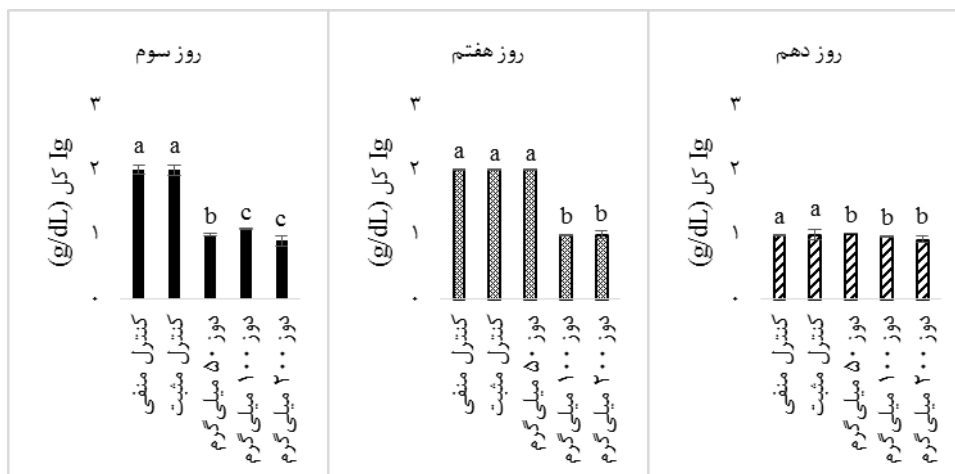 روز سوم
۳
۲
۱
۰
Ig کل (g/dL)
a
a
b
c
c
کنترل منفی
کنترل مثبت
دوز ۵۰ میلی‌گرم
دوز ۱۰۰ میلی‌گرم
دوز ۲۰۰ میلی‌گرم
روز هفتم
۳
۲
۱
۰
Ig کل (g/dL)
a
a
a
b
b
کنترل منفی
کنترل مثبت
دوز ۵۰ میلی‌گرم
دوز ۱۰۰ میلی‌گرم
دوز ۲۰۰ میلی‌گرم
روز دهم
۳
۲
۱
۰
Ig کل (g/dL)
a
a
b
b
b
کنترل منفی
کنترل مثبت
دوز ۵۰ میلی‌گرم
دوز ۱۰۰ میلی‌گرم
دوز ۲۰۰ میلی‌گرم